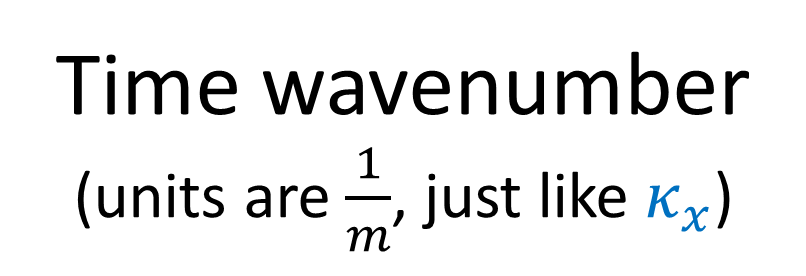 Time wavenumber
(units are 1/m, just like κₓ)